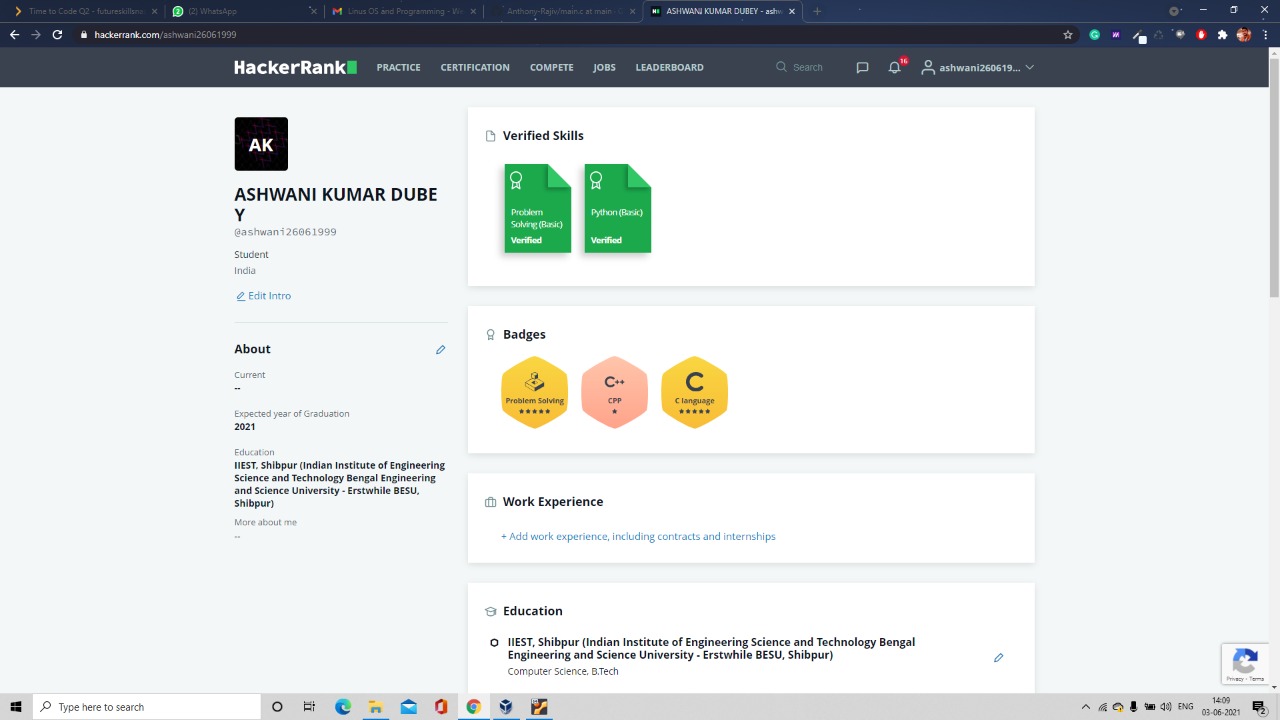 Time to Code Q2 - futureskillsna
(2) WhatsApp
Linus OS and Programming - W
Anthony-Rajiv/main.c at main
ASHWANI KUMAR DUBEY - ashw
hackerrank.com/ashwani26061999
HackerRank
PRACTICE
CERTIFICATION
COMPETE
JOBS
LEADERBOARD
Search
16
ashwani260619...
AK
ASHWANI KUMAR DUBE
Y
@ashwani26061999
Student
India
Edit Intro
About
Current
--
Expected year of Graduation
2021
Education
IIEST, Shibpur (Indian Institute of Engineering
Science and Technology Bengal Engineering
and Science University - Erstwhile BESU,
Shibpur)
More about me
--
Verified Skills
Problem
Solving (Basic)
Verified
Python (Basic)
Verified
Badges
Problem Solving
★★★★★
C++
CPP
★
C
C language
★★★★★
Work Experience
+ Add work experience, including contracts and internships
Education
IIEST, Shibpur (Indian Institute of Engineering Science and Technology Bengal
Engineering and Science University - Erstwhile BESU, Shibpur)
Computer Science, B.Tech
Privacy - Terms
Type here to search
ENG
14:09
03-06-2021
2